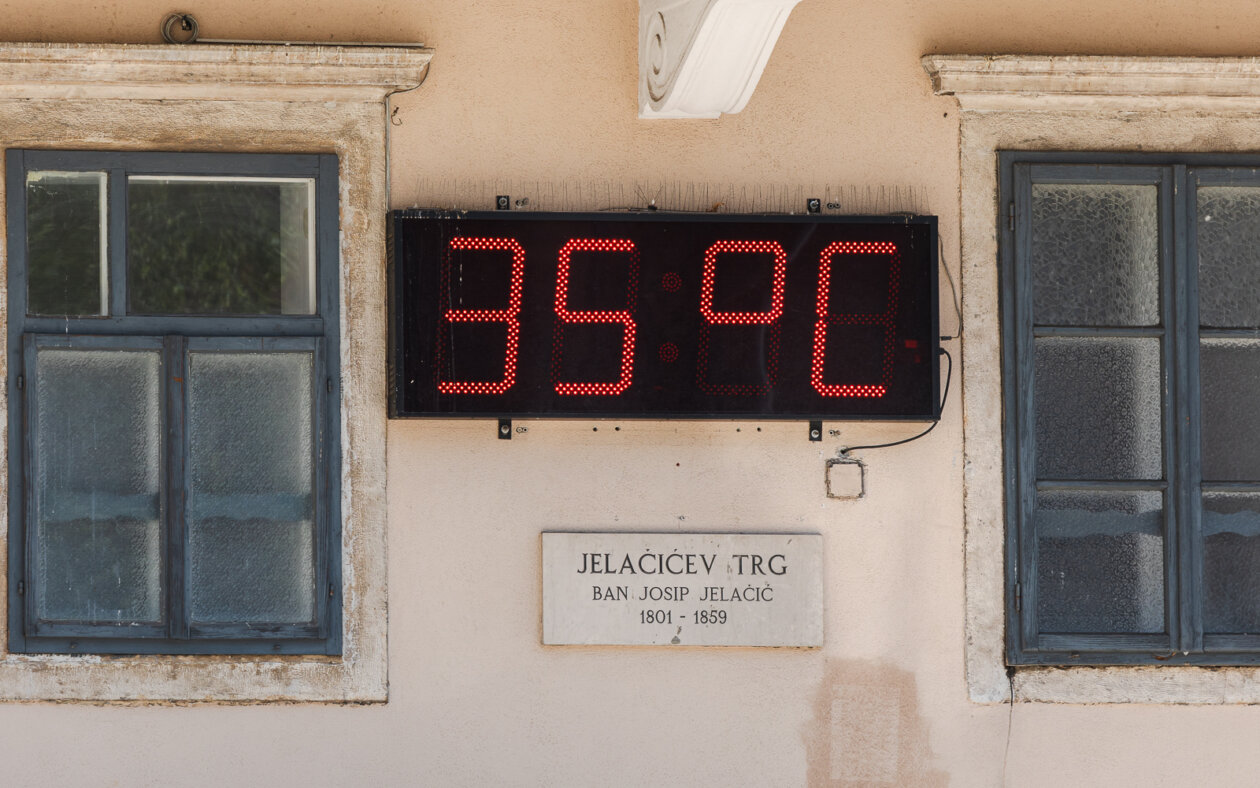 35°C
JELAČIĆEV TRG
BAN JOSIP JELAČIĆ
1801 - 1859